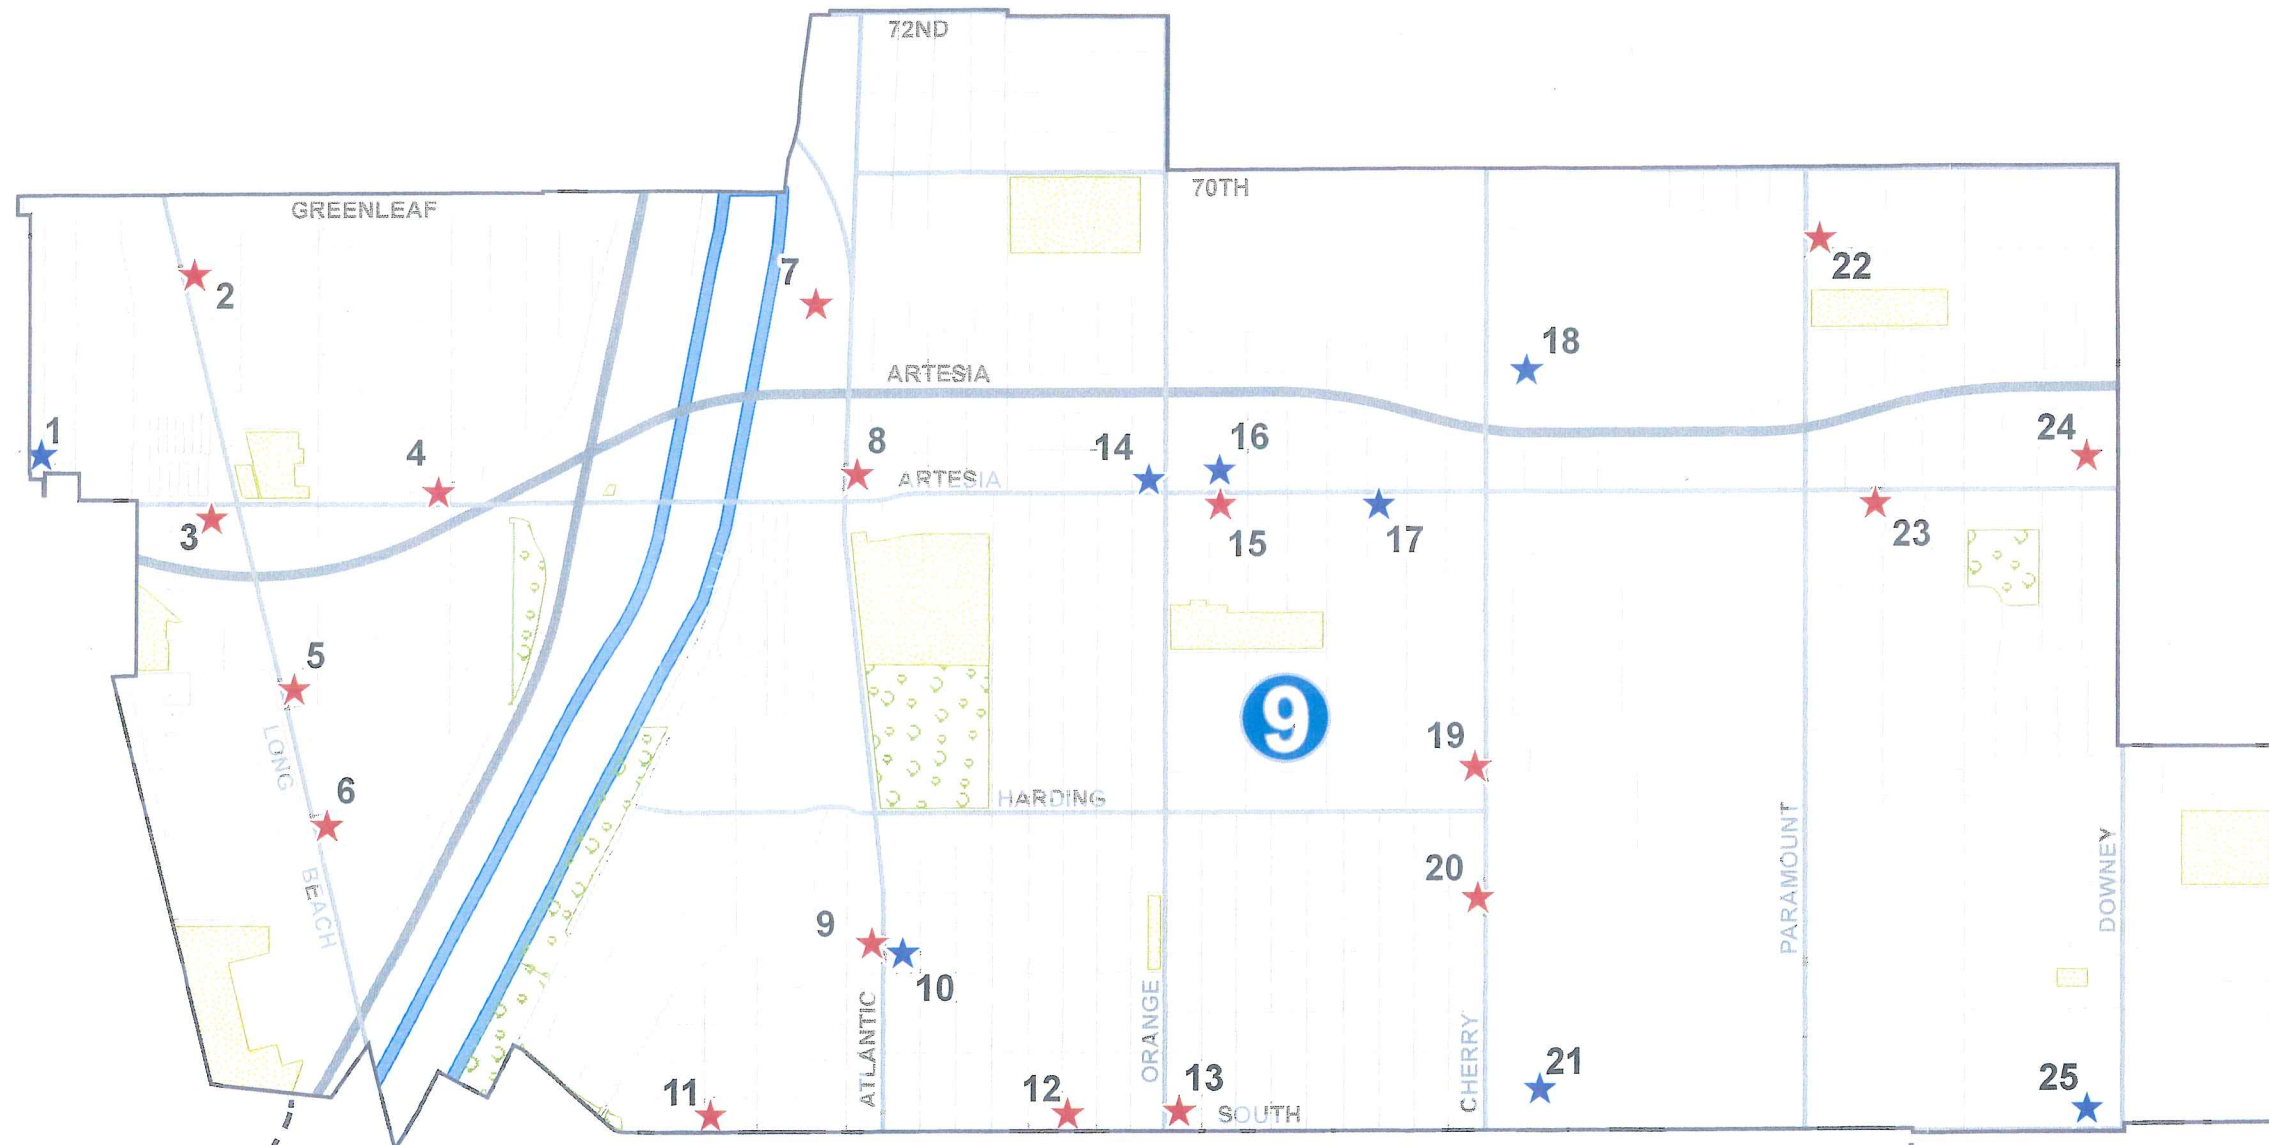 72ND
70TH
GREENLEAF
2
7
22
18
ARTESIA
1
4
8
14
16
24
ARTESIA
3
15
17
23
5
9
19
LONG
6
HARDING
PARAMOUNT
DOWNEY
BEACH
20
9
10
ATLANTIC
ORANGE
CHERRY
11
12
13
SOUTH
21
25